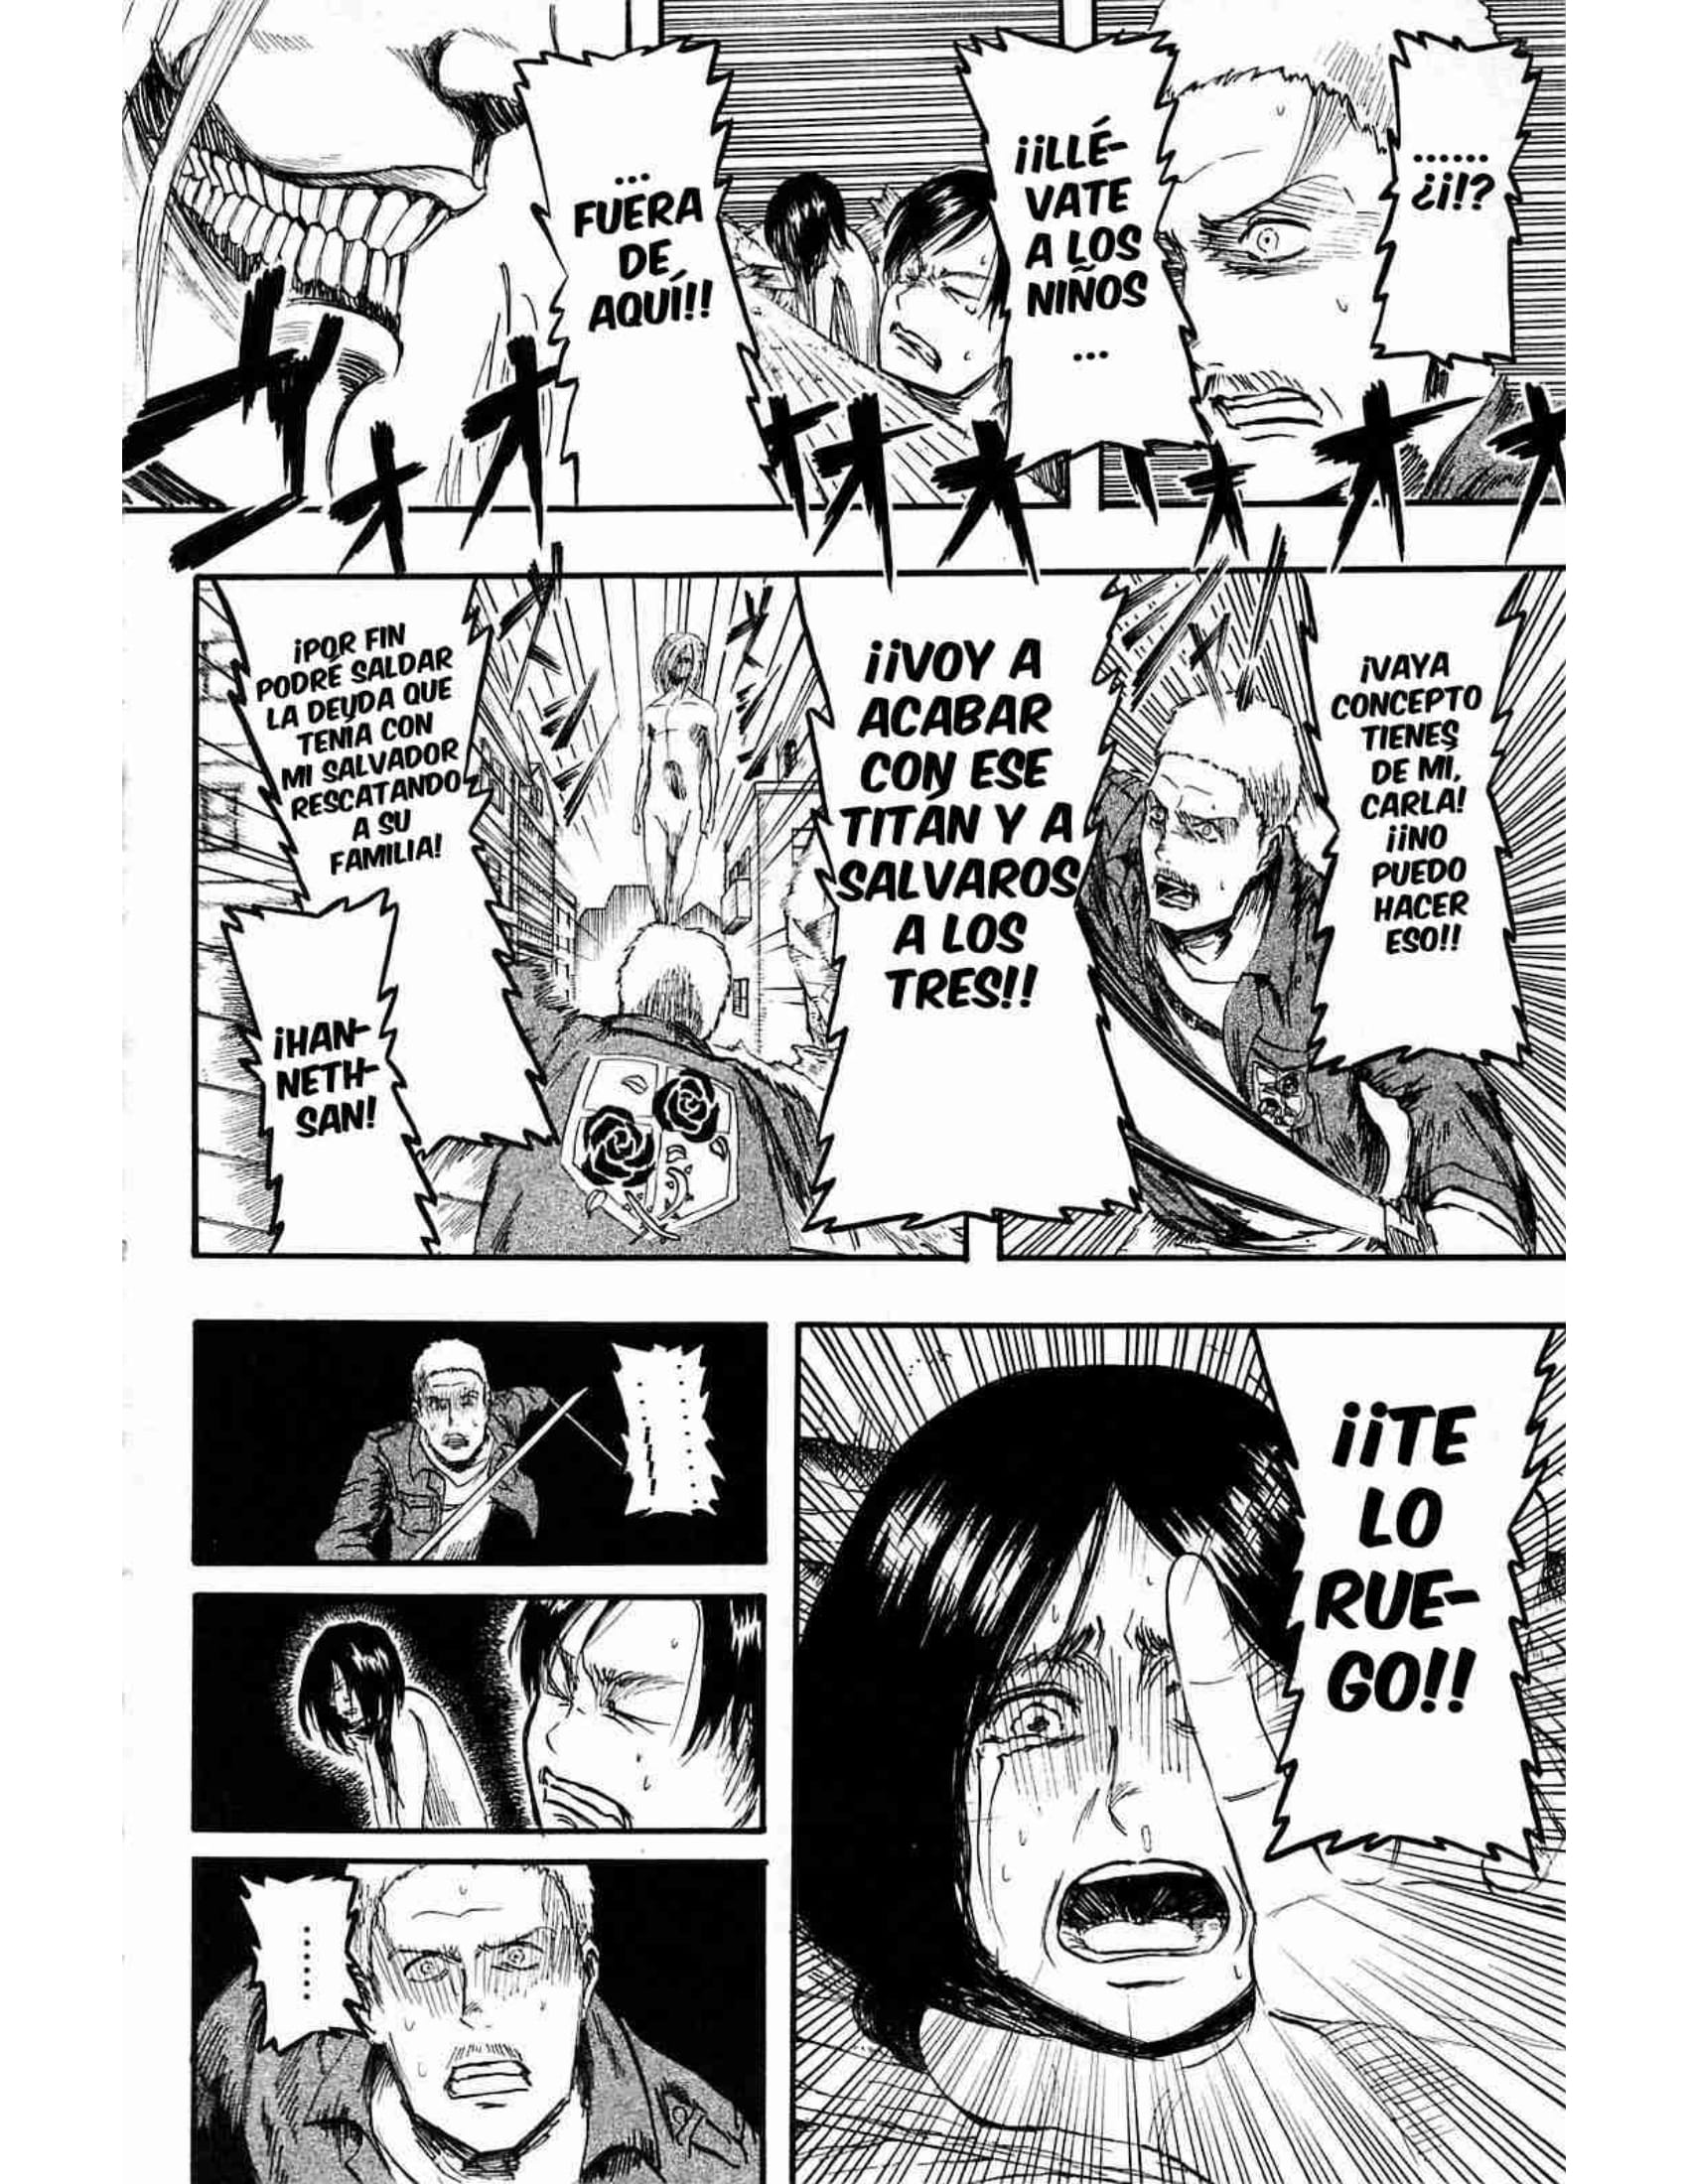 ......
¿¡!?
¡¡LLÉ-
VATE
A LOS
NIÑOS
...
...
FUERA
DE
AQUÍ!!
¡VAYA
CONCEPTO
TIENES
DE MÍ,
CARLA!
¡¡NO
PUEDO
HACER
ESO!!
¡¡VOY A
ACABAR
CON ESE
TITÁN Y A
SALVAROS
A LOS
TRES!!
¡POR FIN
PODRÉ SALDAR
LA DEUDA QUE
TENÍA CON
MI SALVADOR
RESCATANDO
A SU
FAMILIA!
¡HAN-
NETH-
SAN!
¡¡TE
LO
RUE-
GO!!
......